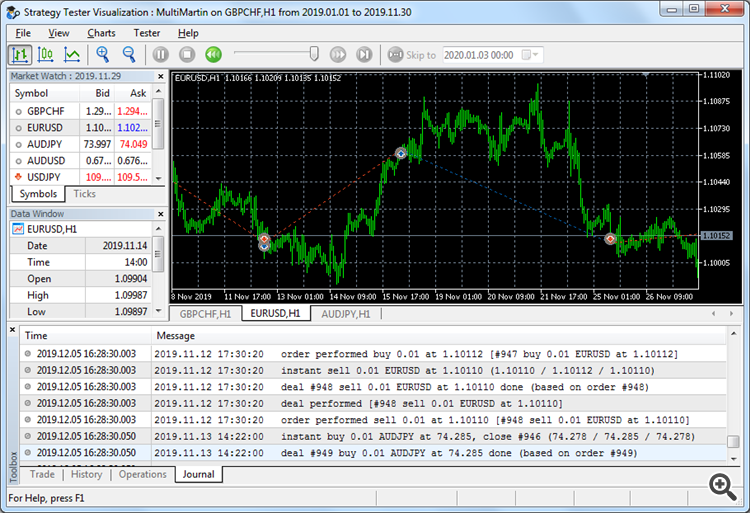 Strategy Tester Visualization : MultiMartin on GBPCHF,H1 from 2019.01.01 to 2019.11.30
File View Charts Tester Help
Skip to 2020.01.03 00:00
Market Watch : 2019.11.29
Symbol Bid Ask
GBPCHF 1.29... 1.294...
EURUSD 1.10... 1.102...
AUDJPY 73.997 74.049
AUDUSD 0.67... 0.676...
USDJPY 109.... 109.5...
Symbols Ticks
Data Window
EURUSD,H1
Date 2019.11.14
Time 14:00
Open 1.09904
High 1.09987
Low 1.09897
EURUSD,H1 1.10166 1.10209 1.10135 1.10152
1.11020
1.10875
1.10730
1.10585
1.10440
1.10295
1.10152
1.10005
8 Nov 2019 11 Nov 17:00 13 Nov 01:00 14 Nov 09:00 15 Nov 17:00 19 Nov 01:00 20 Nov 09:00 21 Nov 17:00 25 Nov 01:00 26 Nov 09:00
GBPCHF,H1 EURUSD,H1 AUDJPY,H1
Time Message
2019.12.05 16:28:30.003 2019.11.12 17:30:20 order performed buy 0.01 at 1.10112 [#947 buy 0.01 EURUSD at 1.10112]
2019.12.05 16:28:30.003 2019.11.12 17:30:20 instant sell 0.01 EURUSD at 1.10110 (1.10110 / 1.10112 / 1.10110)
2019.12.05 16:28:30.003 2019.11.12 17:30:20 deal #948 sell 0.01 EURUSD at 1.10110 done (based on order #948)
2019.12.05 16:28:30.003 2019.11.12 17:30:20 deal performed [#948 sell 0.01 EURUSD at 1.10110]
2019.12.05 16:28:30.003 2019.11.12 17:30:20 order performed sell 0.01 at 1.10110 [#948 sell 0.01 EURUSD at 1.10110]
2019.12.05 16:28:30.050 2019.11.13 14:22:00 instant buy 0.01 AUDJPY at 74.285, close #946 (74.278 / 74.285 / 74.278)
2019.12.05 16:28:30.050 2019.11.13 14:22:00 deal #949 buy 0.01 AUDJPY at 74.285 done (based on order #949)
Toolbox
Trade History Operations Journal
For Help, press F1